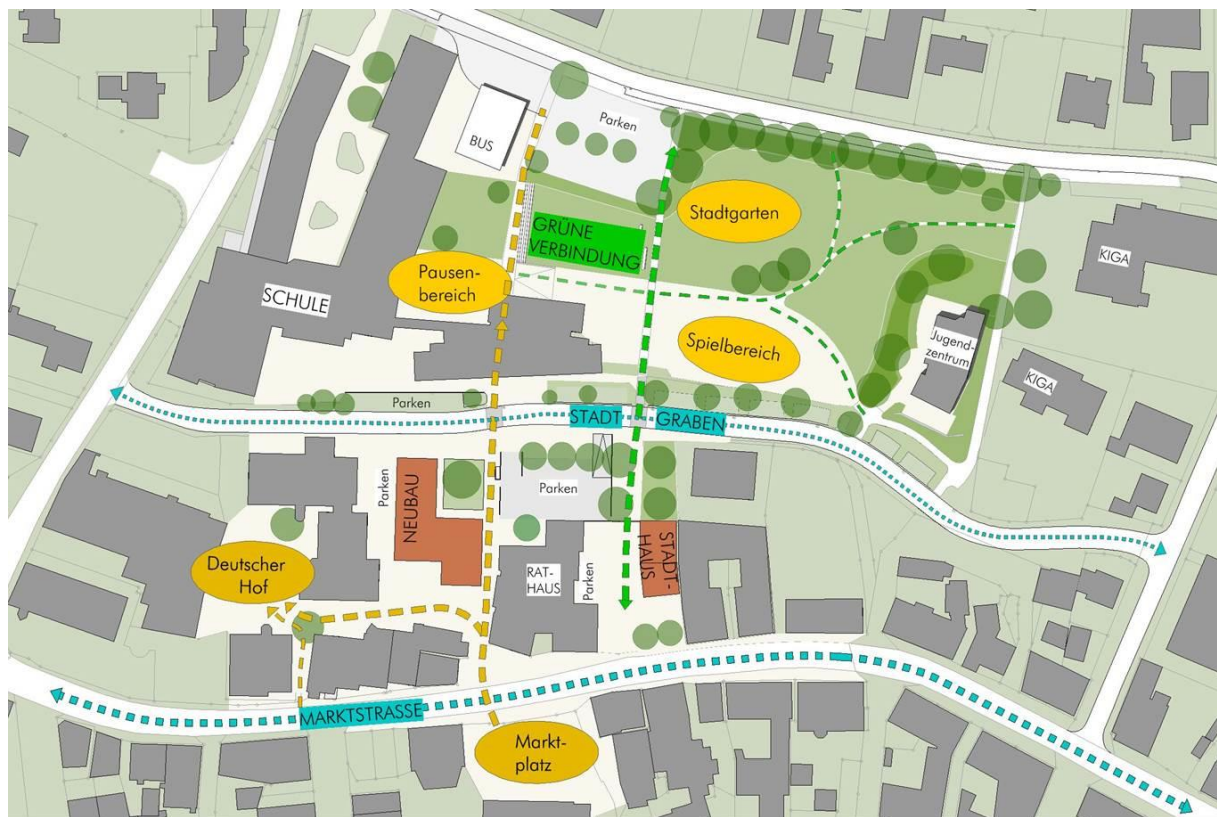 BUS
Parken
Stadtgarten
GRÜNE
VERBINDUNG
Pausen-
bereich
KIGA
SCHULE
Spielbereich
Jugend-
zentrum
KIGA
Parken
STADT
GRABEN
Parken
NEUBAU
Parken
Deutscher
Hof
RAT-
HAUS
Parken
STADT-
HAUS
MARKTSTRASSE
Markt-
platz